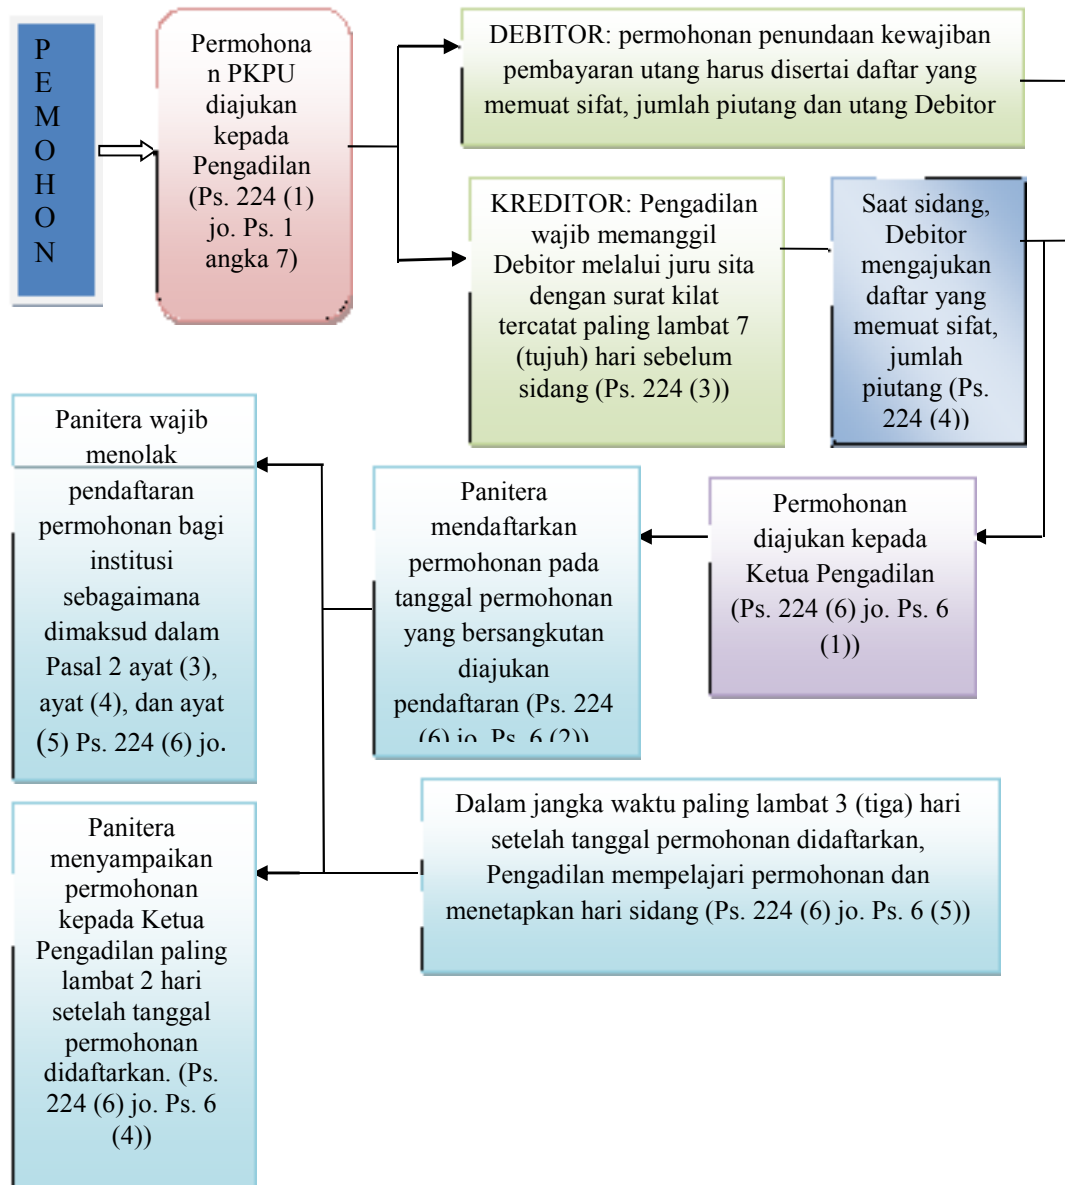 P
E
M
O
H
O
N
Permohona
n PKPU
diajukan
kepada
Pengadilan
(Ps. 224 (1)
jo. Ps. 1
angka 7)
DEBITOR: permohonan penundaan kewajiban
pembayaran utang harus disertai daftar yang
memuat sifat, jumlah piutang dan utang Debitor
KREDITOR: Pengadilan
wajib memanggil
Debitor melalui juru sita
dengan surat kilat
tercatat paling lambat 7
(tujuh) hari sebelum
sidang (Ps. 224 (3))
Saat sidang,
Debitor
mengajukan
daftar yang
memuat sifat,
jumlah
piutang (Ps.
224 (4))
Permohonan
diajukan kepada
Ketua Pengadilan
(Ps. 224 (6) jo. Ps. 6
(1))
Panitera
mendaftarkan
permohonan pada
tanggal permohonan
yang bersangkutan
diajukan
pendaftaran (Ps. 224
(6) jo. Ps. 6 (2))
Panitera wajib
menolak
pendaftaran
permohonan bagi
institusi
sebagaimana
dimaksud dalam
Pasal 2 ayat (3),
ayat (4), dan ayat
(5) Ps. 224 (6) jo.
Panitera
menyampaikan
permohonan
kepada Ketua
Pengadilan paling
lambat 2 hari
setelah tanggal
permohonan
didaftarkan. (Ps.
224 (6) jo. Ps. 6
(4))
Dalam jangka waktu paling lambat 3 (tiga) hari
setelah tanggal permohonan didaftarkan,
Pengadilan mempelajari permohonan dan
menetapkan hari sidang (Ps. 224 (6) jo. Ps. 6 (5))